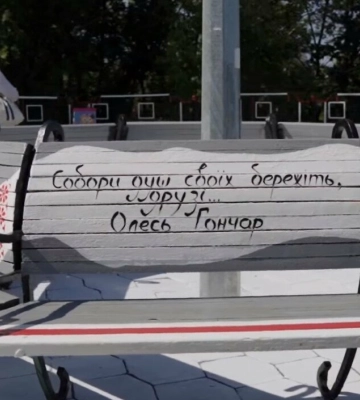 Собори душ своїх бережіть,
друзі...
Олесь Гончар